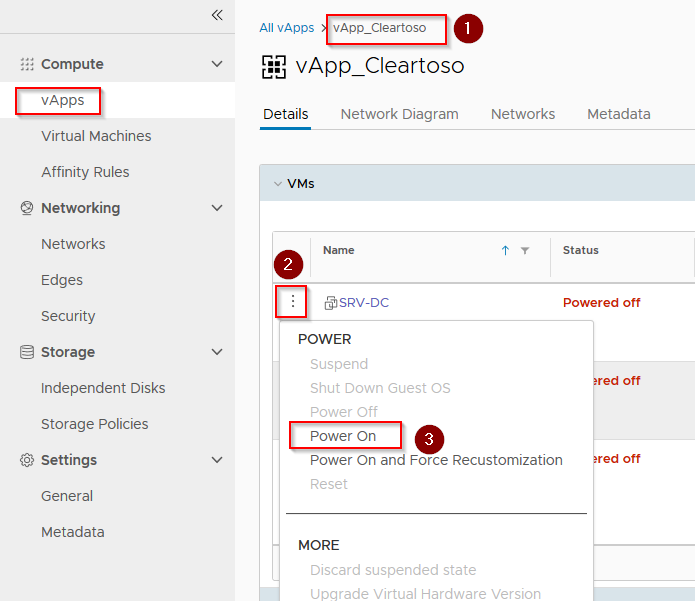 Compute
vApps
Virtual Machines
Affinity Rules
Networking
Networks
Edges
Security
Storage
Independent Disks
Storage Policies
Settings
General
Metadata
All vApps > vApp_Cleartoso 1
vApp_Cleartoso
Details Network Diagram Networks Metadata
VMs
Name Status
2
SRV-DC Powered off
POWER
Suspend
Shut Down Guest OS
ered off
Power Off
Power On 3
Power On and Force Recustomization ered off
Reset
MORE
Discard suspended state
Upgrade Virtual Hardware Version